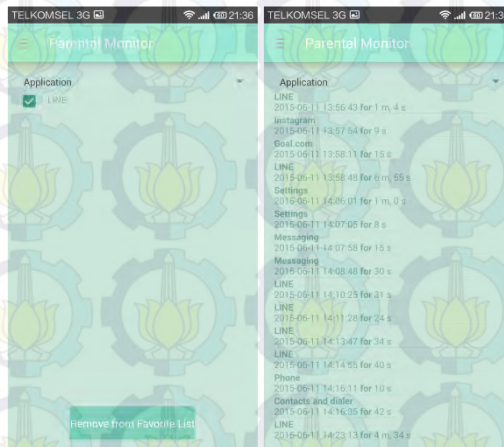 TELKOMSEL 3G 21:36
Parental Monitor
Application
LINE
Remove from Favorite List
TELKOMSEL 3G 21:3
Parental Monitor
Application
LINE
2015-06-11 13:56:43 for 1 m, 4 s
Instagram
2015-06-11 13:57:54 for 9 s
Goal.com
2015-06-11 13:58:11 for 15 s
LINE
2015-06-11 13:58:48 for 6 m, 55 s
Settings
2015-06-11 14:06:01 for 1 m, 0 s
Settings
2015-06-11 14:07:05 for 8 s
Messaging
2015-06-11 14:07:58 for 15 s
Messaging
2015-06-11 14:08:48 for 30 s
LINE
2015-06-11 14:10:25 for 21 s
LINE
2015-06-11 14:11:28 for 24 s
LINE
2015-06-11 14:13:47 for 34 s
LINE
2015-06-11 14:14:55 for 40 s
Phone
2015-06-11 14:16:11 for 10 s
Contacts and dialer
2015-06-11 14:16:35 for 42 s
LINE
2015-06-11 14:23:13 for 4 m, 34 s